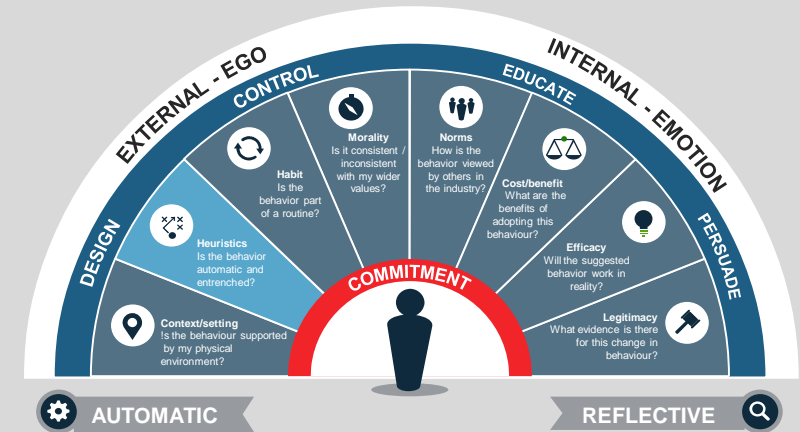 EXTERNAL - EGO
INTERNAL - EMOTION
DESIGN
CONTROL
EDUCATE
PERSUADE
Context/setting
Is the behaviour supported
by my physical
environment?
Heuristics
Is the behavior
automatic and
entrenched?
Habit
Is the
behavior part
of a routine?
Morality
Is it consistent /
inconsistent
with my wider
values?
Norms
How is the
behavior viewed
by others in
the industry?
Cost/benefit
What are the
benefits of
adopting this
behaviour?
Efficacy
Will the suggested
behavior work in
reality?
Legitimacy
What evidence is there
for this change in
behaviour?
COMMITMENT
AUTOMATIC
REFLECTIVE